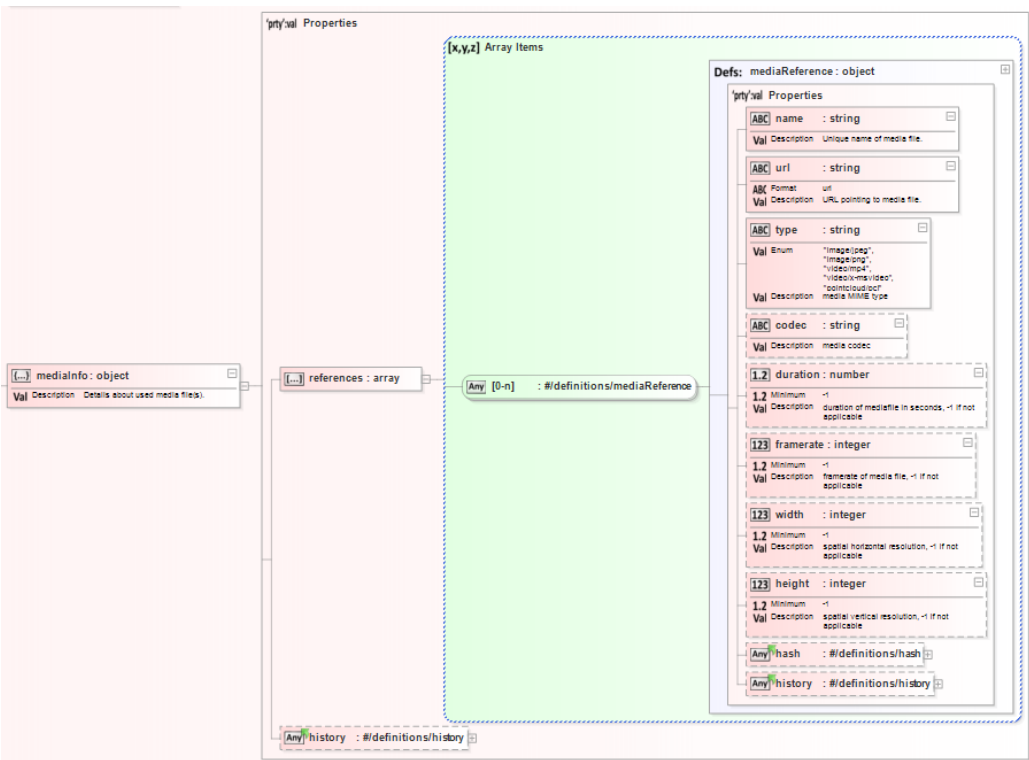 'prty':val Properties
[x,y,z] Array Items
Defs: mediaReference : object
'prty':val Properties
ABC name : string
Val Description Unique name of media file.
ABC url : string
ABC Format url
Val Description URL pointing to media file.
ABC type : string
Val Enum "image/jpeg",
"image/png",
"video/mp4",
"video/x-msvideo",
"pointcloud/pcl"
Val Description media MIME type
ABC codec : string
Val Description media codec
{...} mediaInfo : object
Val Description Details about used media file(s).
[...] references : array
Any [0-n] : #/definitions/mediaReference
1.2 duration : number
1.2 Minimum -1
Val Description duration of mediafile in seconds, -1 if not
applicable
123 framerate : integer
1.2 Minimum -1
Val Description framerate of media file, -1 if not
applicable
123 width : integer
1.2 Minimum -1
Val Description spatial horizontal resolution, -1 if not
applicable
123 height : integer
1.2 Minimum -1
Val Description spatial vertical resolution, -1 if not
applicable
Any hash : #/definitions/hash
Any history : #/definitions/history
Any history : #/definitions/history